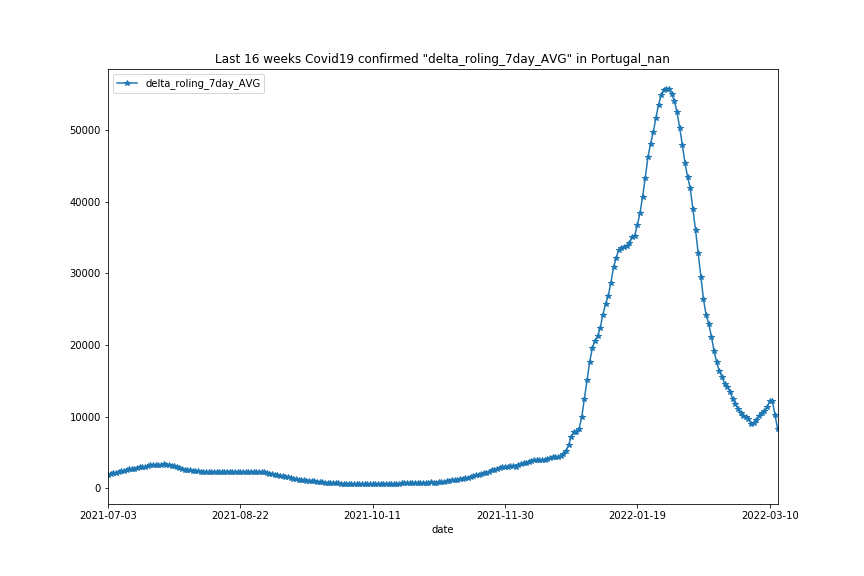 Last 16 weeks Covid19 confirmed "delta_roling_7day_AVG" in Portugal_nan
delta_roling_7day_AVG
50000
40000
30000
20000
10000
0
2021-07-03 2021-08-22 2021-10-11 2021-11-30 2022-01-19 2022-03-10
date